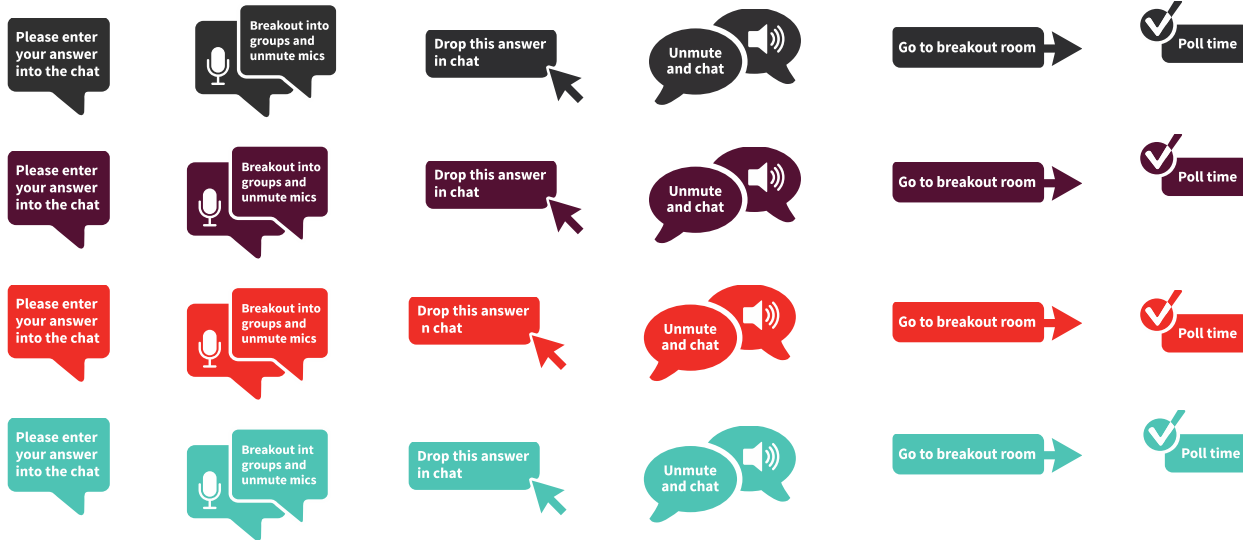 Please enter
your answer
into the chat
Breakout into
groups and
unmute mics
Drop this answer
in chat
Unmute
and chat
Go to breakout room
Poll time
Please enter
your answer
into the chat
Breakout into
groups and
unmute mics
Drop this answer
in chat
Unmute
and chat
Go to breakout room
Poll time
Please enter
your answer
into the chat
Breakout into
groups and
unmute mics
Drop this answer
n chat
Unmute
and chat
Go to breakout room
Poll time
Please enter
your answer
into the chat
Breakout int
groups and
unmute mics
Drop this answer
in chat
Unmute
and chat
Go to breakout room
Poll time